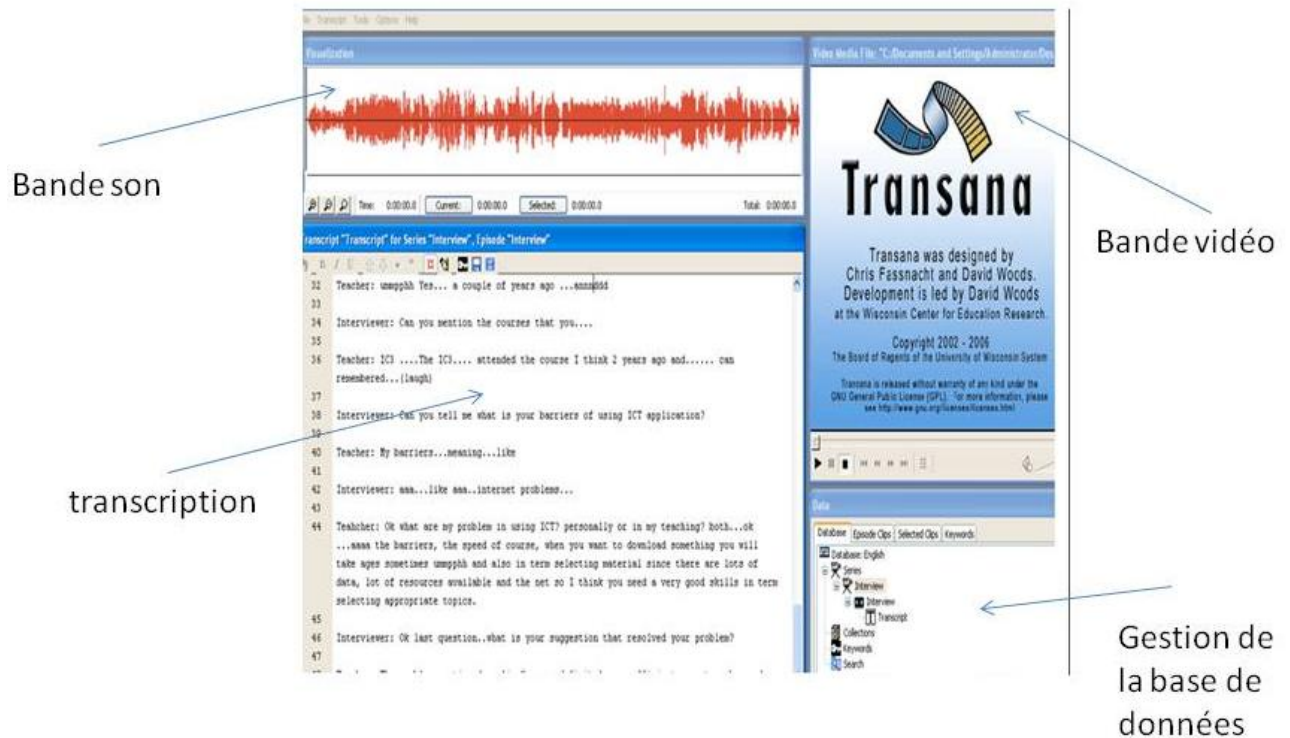 Transcript Tools Options Help
Visualization
Time: 0:00:00.0 Current: 0:00:00.0 Selected: 0:00:00.0 Total: 0:00:00.0
Transcript "Transcript" for Series "Interview", Episode "Interview"
32 Teacher: ummpphh Yes... a couple of years ago ...annnddd
33
34 Interviewer: Can you mention the courses that you....
35
36 Teacher: IC3 ....The IC3.... attended the course I think 2 years ago and...... can
remembered...(laugh)
37
38 Interviewer: Can you tell me what is your barriers of using ICT application?
39
40 Teacher: My barriers...meaning...like
41
42 Interviewer: aaa...like aaa..internet problems...
43
44 Teahcher: Ok what are my problem in using ICT? personally or in my teaching? both...ok
...aaaa the barriers, the speed of course, when you want to download something you will
take ages sometimes ummpphh and also in term selecting material since there are lots of
data, lot of resources available and the net so I think you need a very good skills in term
selecting appropriate topics.
45
46 Interviewer: Ok last question..what is your suggestion that resolved your problem?
47
Video Media File: "C:/Documents and Settings/Administrator/Des
Transana
Transana was designed by
Chris Fassnacht and David Woods.
Development is led by David Woods
at the Wisconsin Center for Education Research.
Copyright 2002 - 2006
The Board of Regents of the University of Wisconsin System
Transana is released without warranty of any kind under the
GNU General Public License (GPL). For more information, please
see http://www.gnu.org/licenses/licenses.html
Data
Database Episode Clips Selected Clips Keywords
Database: English
Series
Interview
Interview
Transcript
Collections
Keywords
Search
Bande son
transcription
Bande vidéo
Gestion de
la base de
données